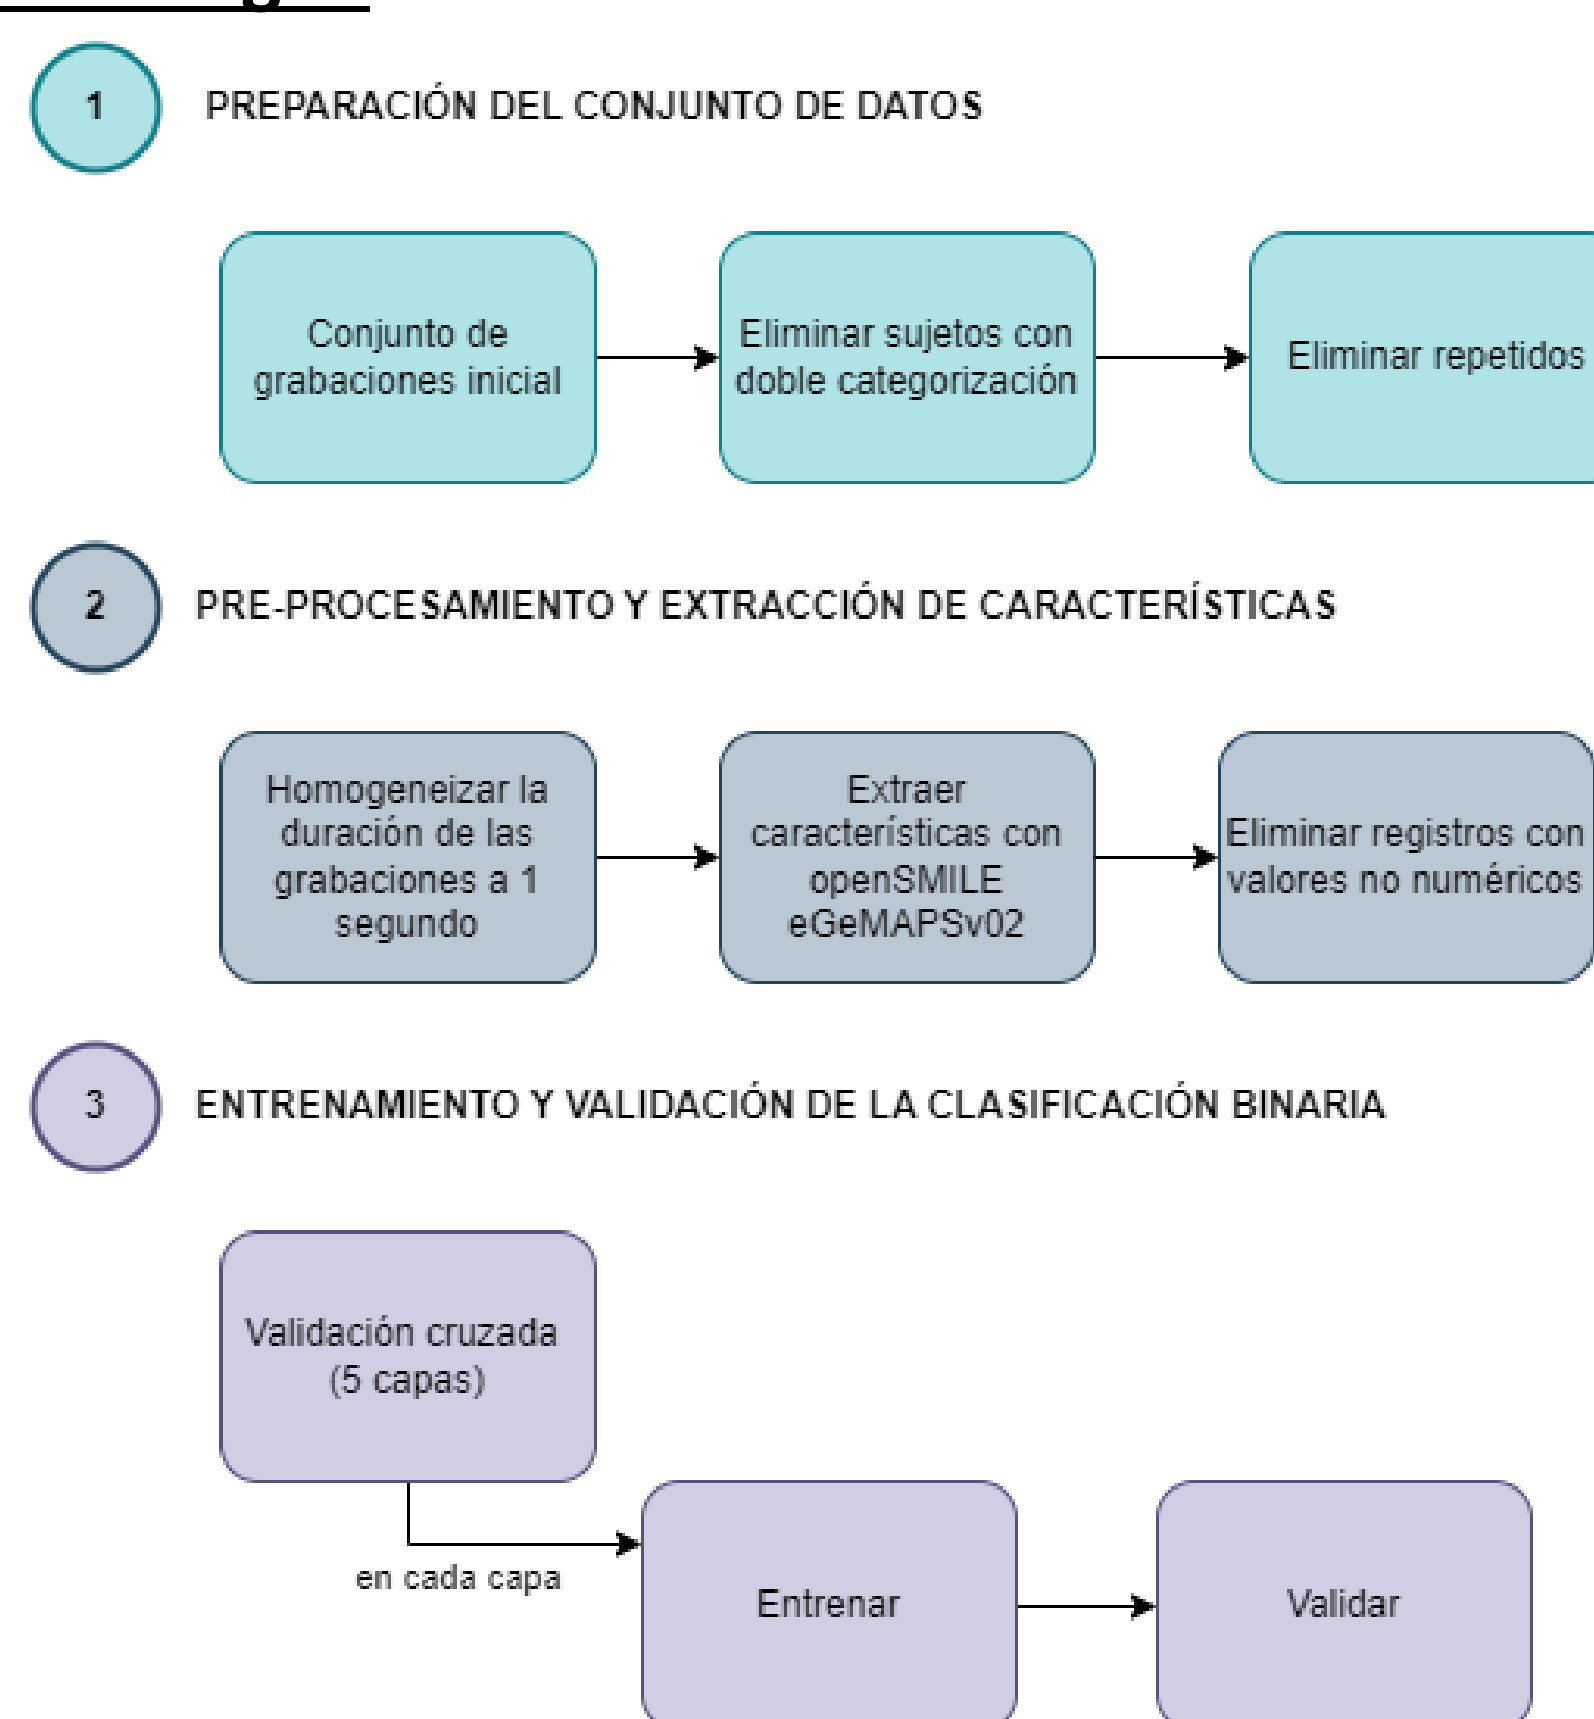 1
PREPARACIÓN DEL CONJUNTO DE DATOS
Conjunto de
grabaciones inicial
Eliminar sujetos con
doble categorización
Eliminar repetidos
2
PRE-PROCESAMIENTO Y EXTRACCIÓN DE CARACTERÍSTICAS
Homogeneizar la
duración de las
grabaciones a 1
segundo
Extraer
características con
openSMILE
eGeMAPSv02
Eliminar registros con
valores no numéricos
3
ENTRENAMIENTO Y VALIDACIÓN DE LA CLASIFICACIÓN BINARIA
Validación cruzada
(5 capas)
en cada capa
Entrenar
Validar